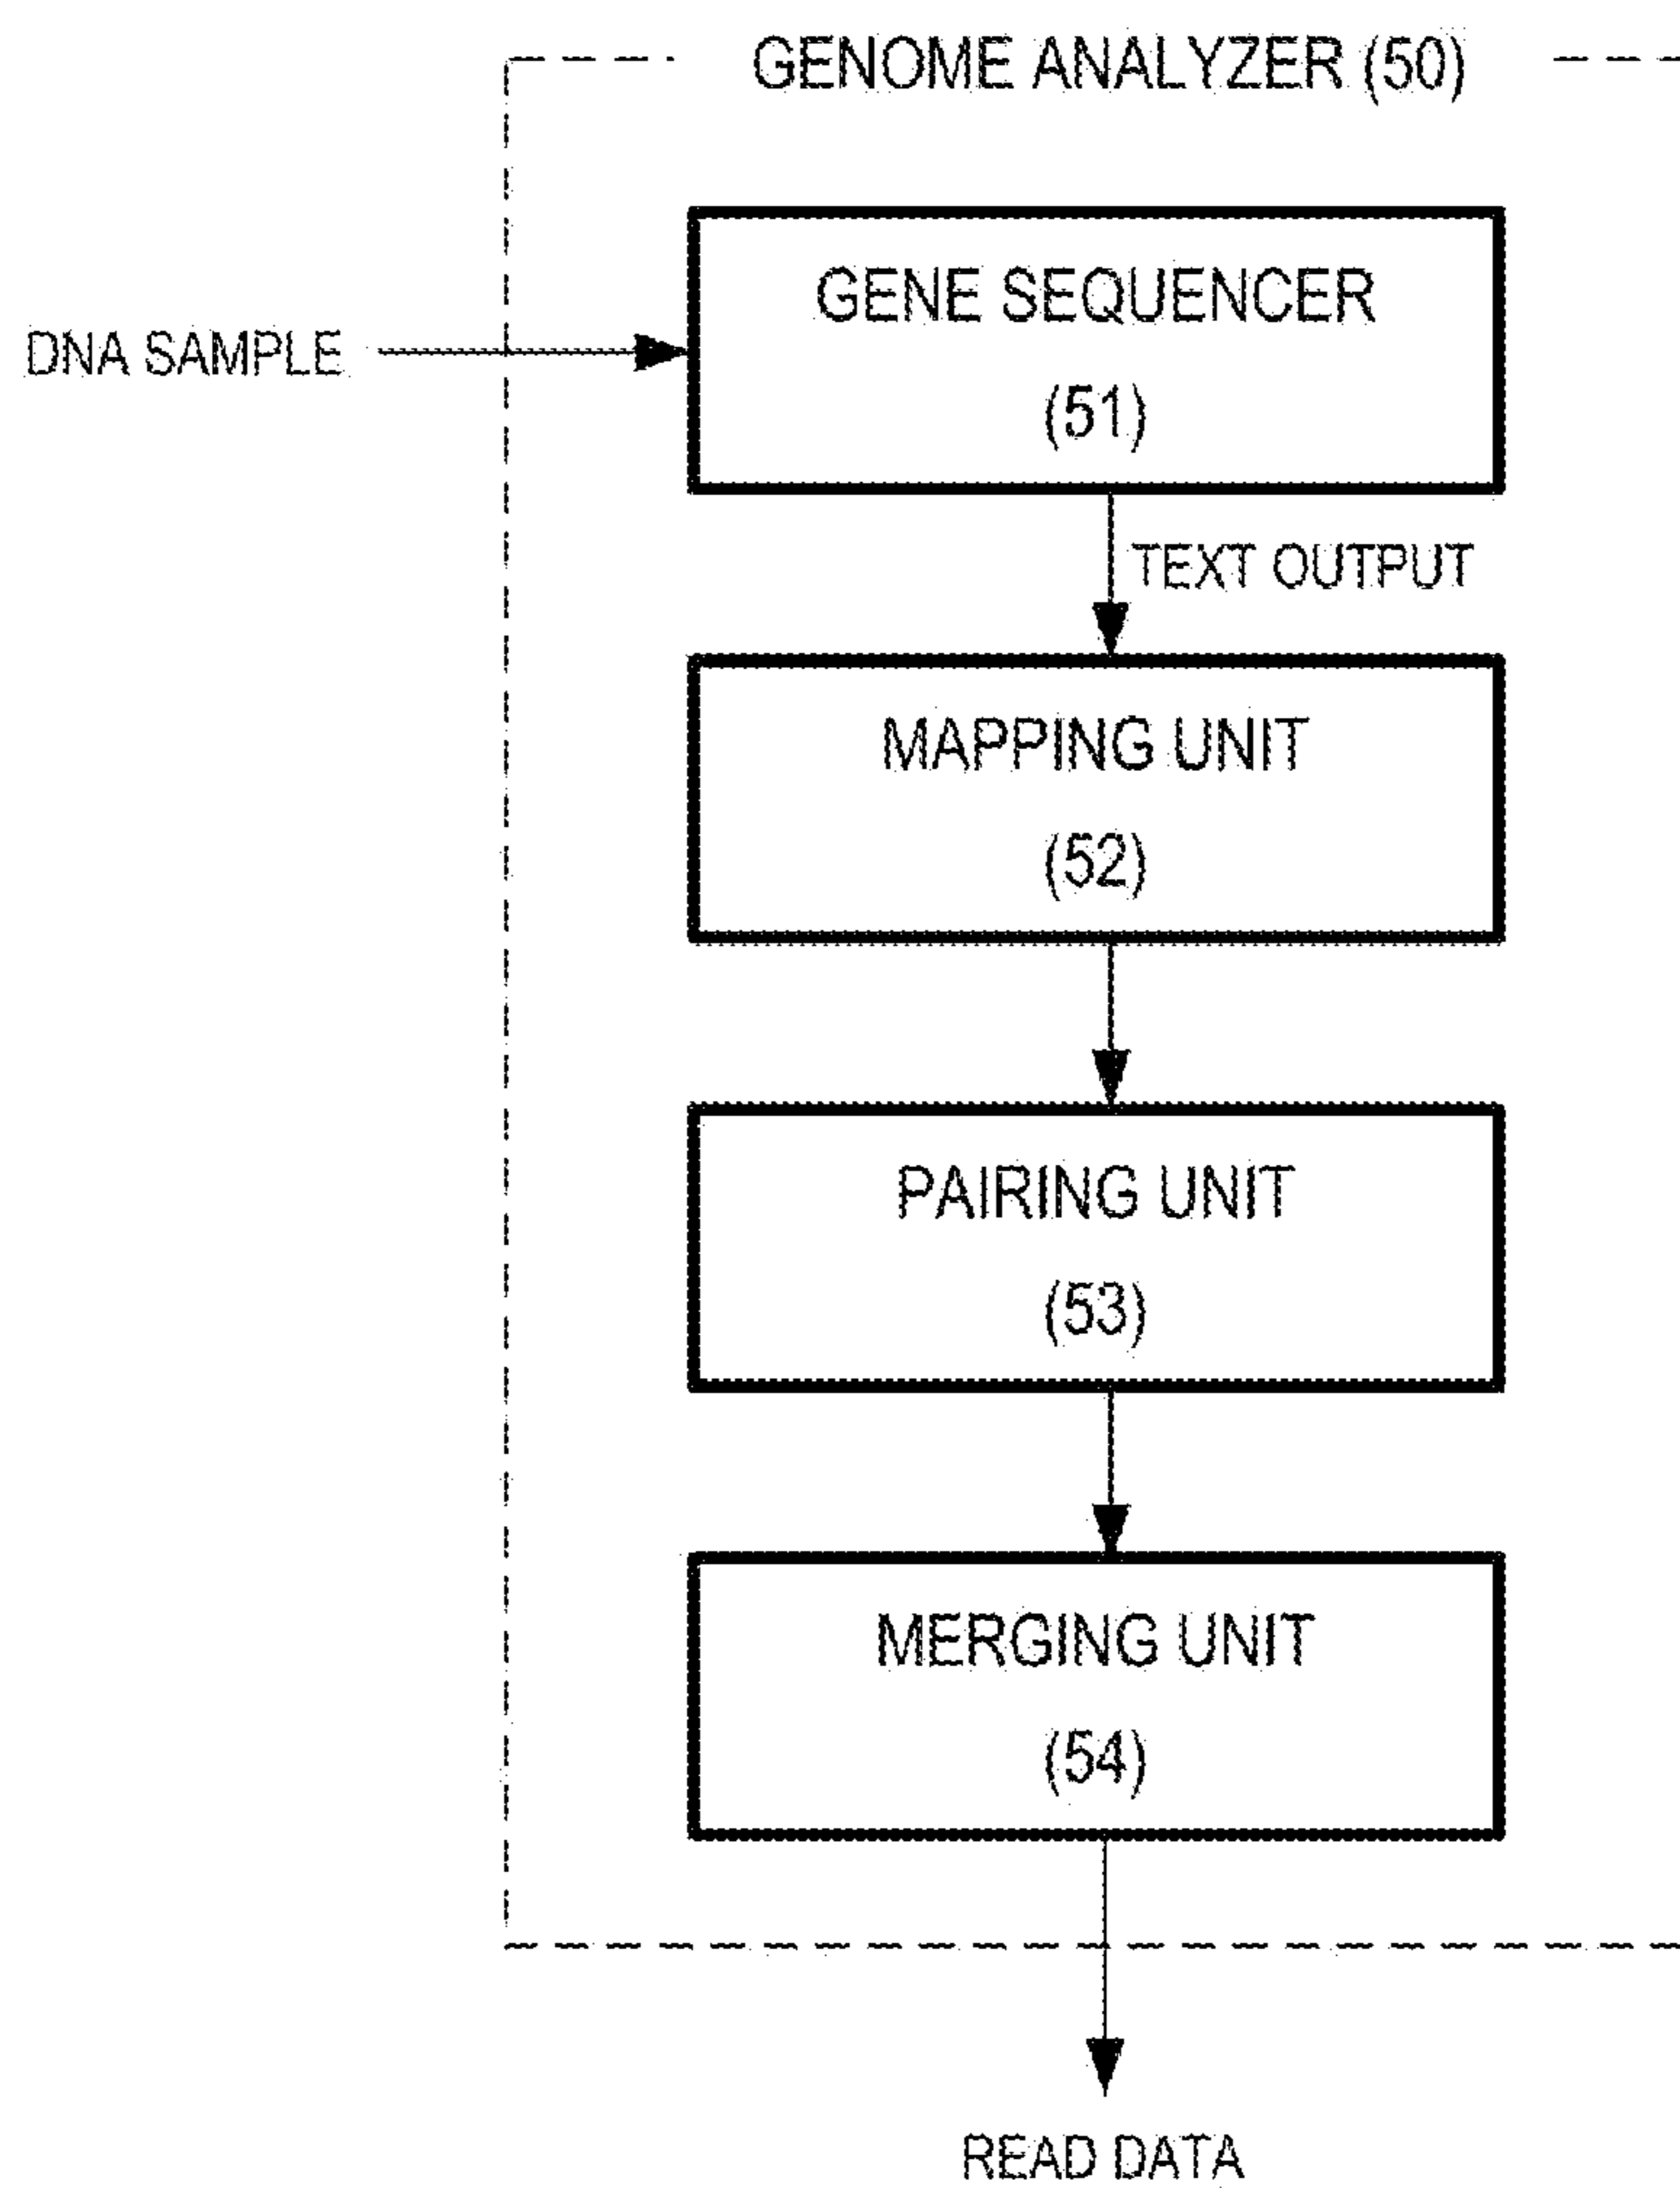 GENOME ANALYZER (50)
GENE SEQUENCER
(51)
DNA SAMPLE
TEXT OUTPUT
MAPPING UNIT
(52)
PAIRING UNIT
(53)
MERGING UNIT
(54)
READ DATA